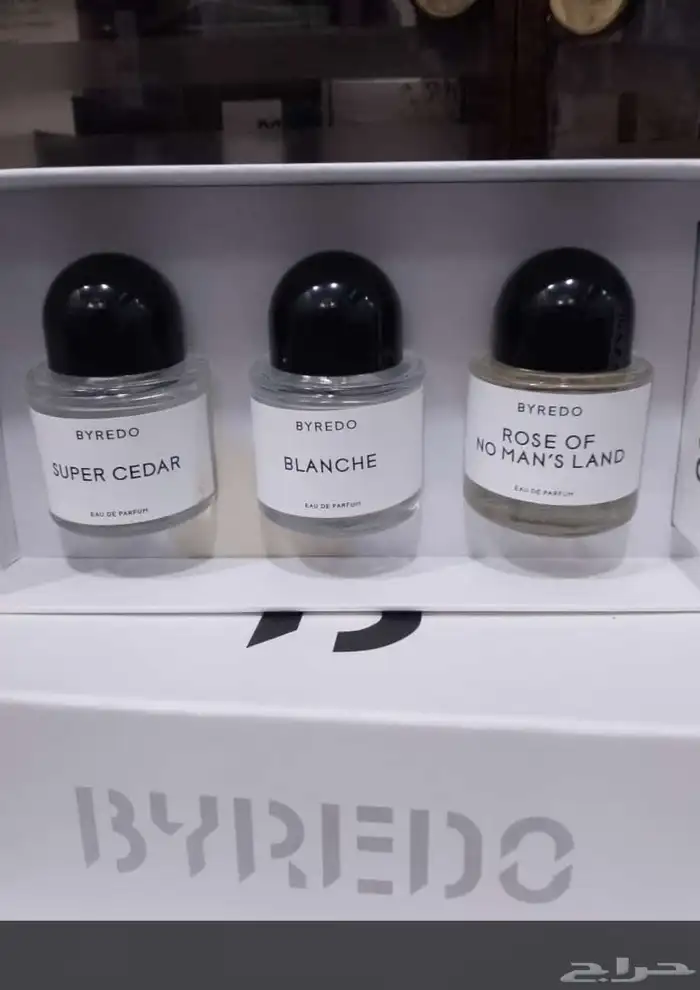 BYREDO
SUPER CEDAR
EAU DE PARFUM
BYREDO
BLANCHE
EAU DE PARFUM
BYREDO
ROSE OF
NO MAN'S LAND
EAU DE PARFUM
BYREDO
حراج